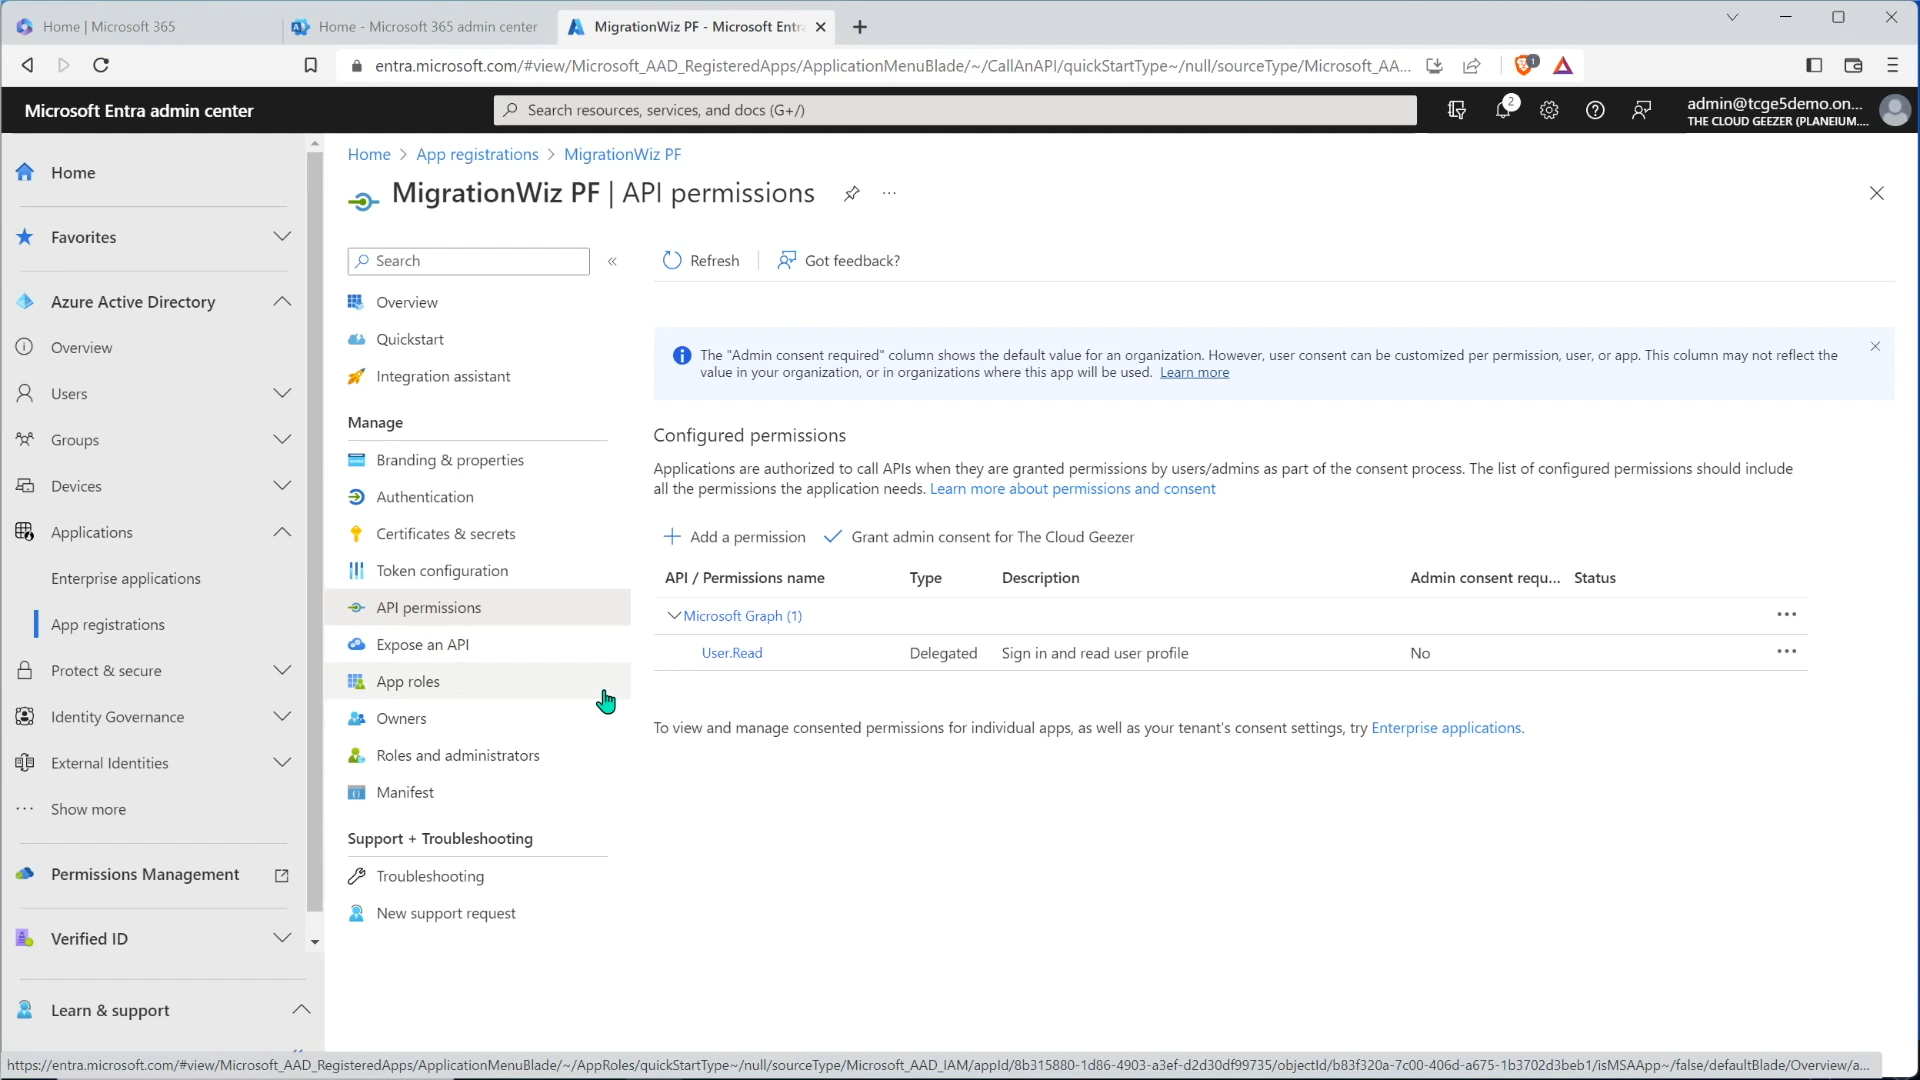 Home | Microsoft 365
Home - Microsoft 365 admin center
MigrationWiz PF - Microsoft Entr
entra.microsoft.com/#view/Microsoft_AAD_RegisteredApps/ApplicationMenuBlade/~/CallAnAPI/quickStartType~/null/sourceType/Microsoft_AA...
1
Microsoft Entra admin center
Search resources, services, and docs (G+/)
2
admin@tcge5demo.on...
THE CLOUD GEEZER (PLANEIUM....
Home
Favorites
Azure Active Directory
Overview
Users
Groups
Devices
Applications
Enterprise applications
App registrations
Protect & secure
Identity Governance
External Identities
Show more
Permissions Management
Verified ID
Learn & support
Home > App registrations > MigrationWiz PF
MigrationWiz PF | API permissions
Search
Overview
Quickstart
Integration assistant
Manage
Branding & properties
Authentication
Certificates & secrets
Token configuration
API permissions
Expose an API
App roles
Owners
Roles and administrators
Manifest
Support + Troubleshooting
Troubleshooting
New support request
Refresh
Got feedback?
The "Admin consent required" column shows the default value for an organization. However, user consent can be customized per permission, user, or app. This column may not reflect the
value in your organization, or in organizations where this app will be used. Learn more
Configured permissions
Applications are authorized to call APIs when they are granted permissions by users/admins as part of the consent process. The list of configured permissions should include
all the permissions the application needs. Learn more about permissions and consent
Add a permission
Grant admin consent for The Cloud Geezer
API / Permissions name Type Description Admin consent requ... Status
Microsoft Graph (1)
User.Read Delegated Sign in and read user profile No
To view and manage consented permissions for individual apps, as well as your tenant's consent settings, try Enterprise applications.
https://entra.microsoft.com/#view/Microsoft_AAD_RegisteredApps/ApplicationMenuBlade/~/AppRoles/quickStartType~/null/sourceType/Microsoft_AAD_IAM/appId/8b315880-1d86-4903-a3ef-d2d30df99735/objectId/b83f320a-7c00-406d-a675-1b3702d3beb1/isMSAApp~/false/defaultBlade/Overview/a...